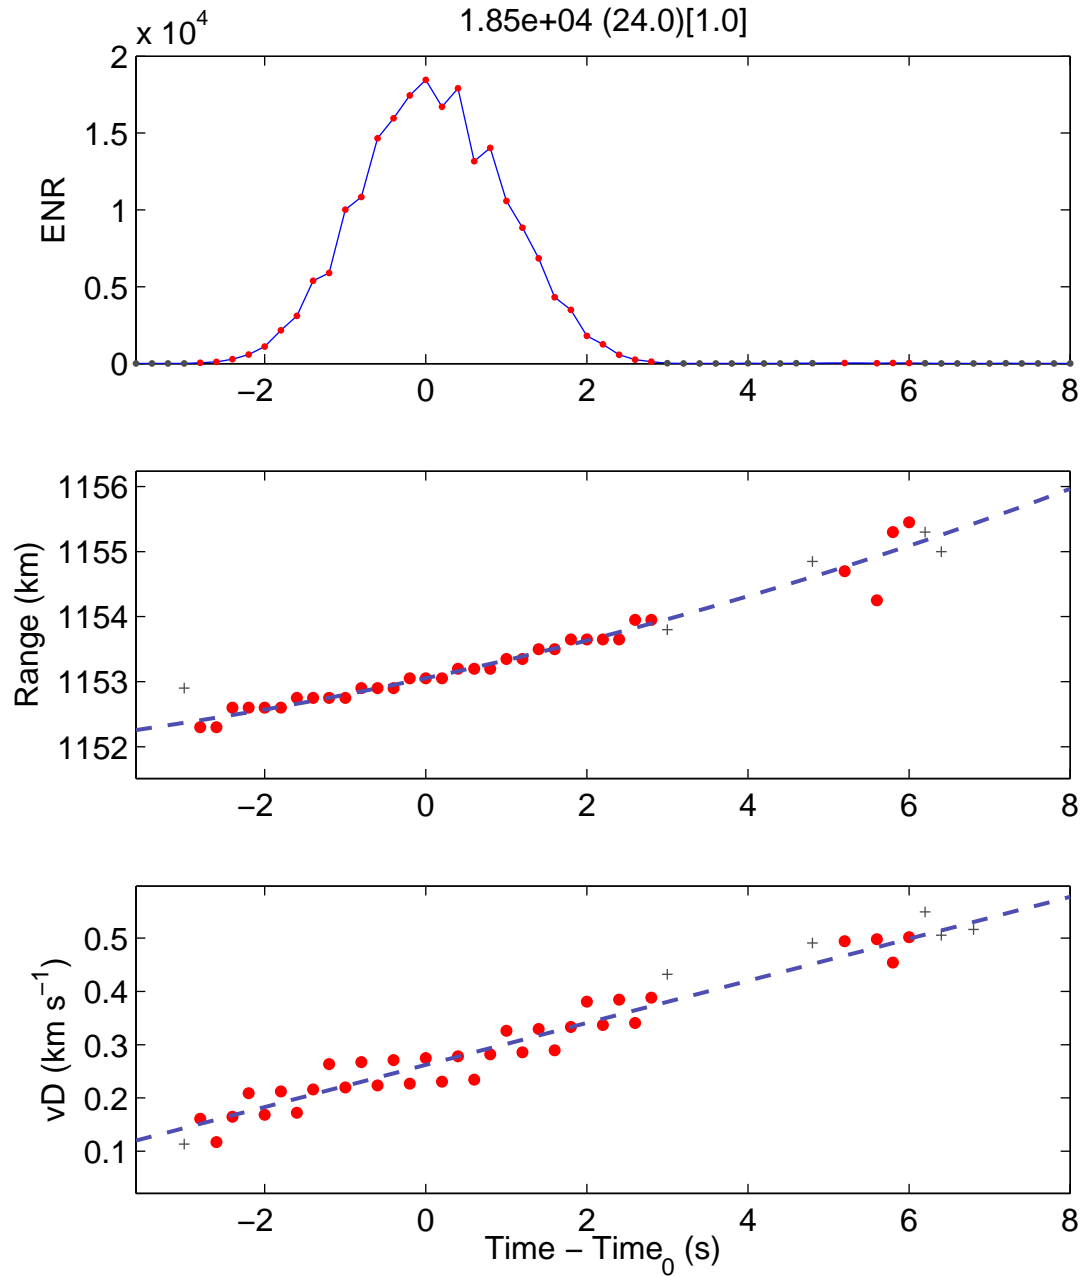 1.85e+04 (24.0)[1.0]
x 10^4
2
1.5
1
0.5
0
ENR
−2 0 2 4 6 8
1156
1155
1154
1153
1152
Range (km)
−2 0 2 4 6 8
0.5
0.4
0.3
0.2
0.1
vD (km s^−1)
−2 0 2 4 6 8
Time − Time_0 (s)